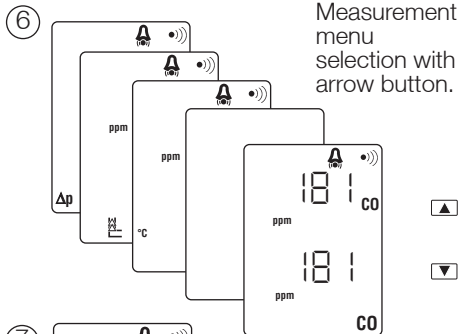 6
Measurement
menu
selection with
arrow button.
ppm
ppm
Δp
°C
181 CO
ppm
181
ppm
CO
7